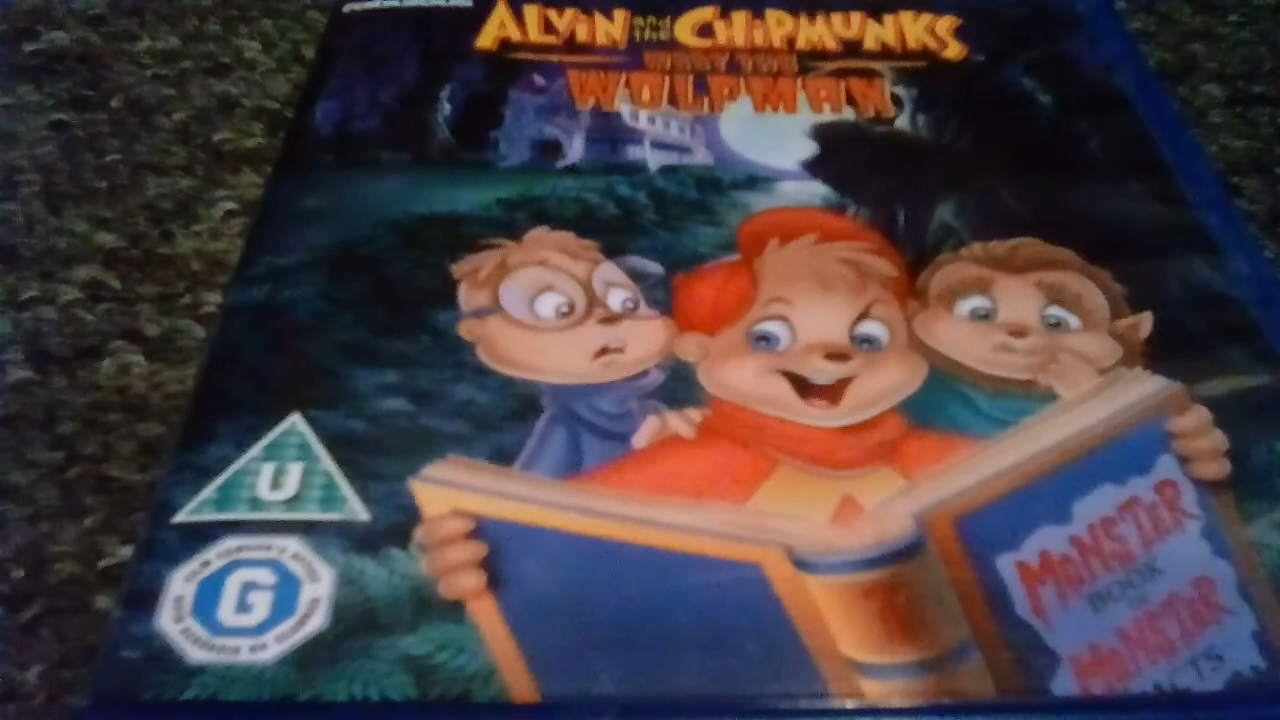 ALVIN and the CHIPMUNKS
MEET THE
WOLFMAN
U
G
MONSTER
BOOK
MONSTER